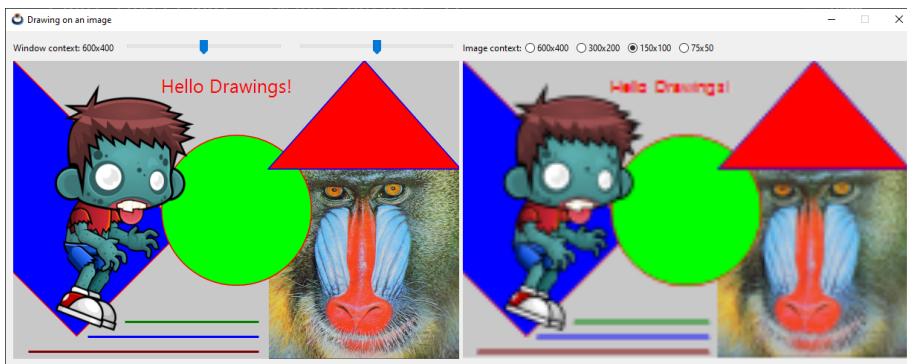 Drawing on an image
Window context: 600x400
Image context: 600x400 300x200 150x100 75x50
Hello Drawings!
Hello Drawings!